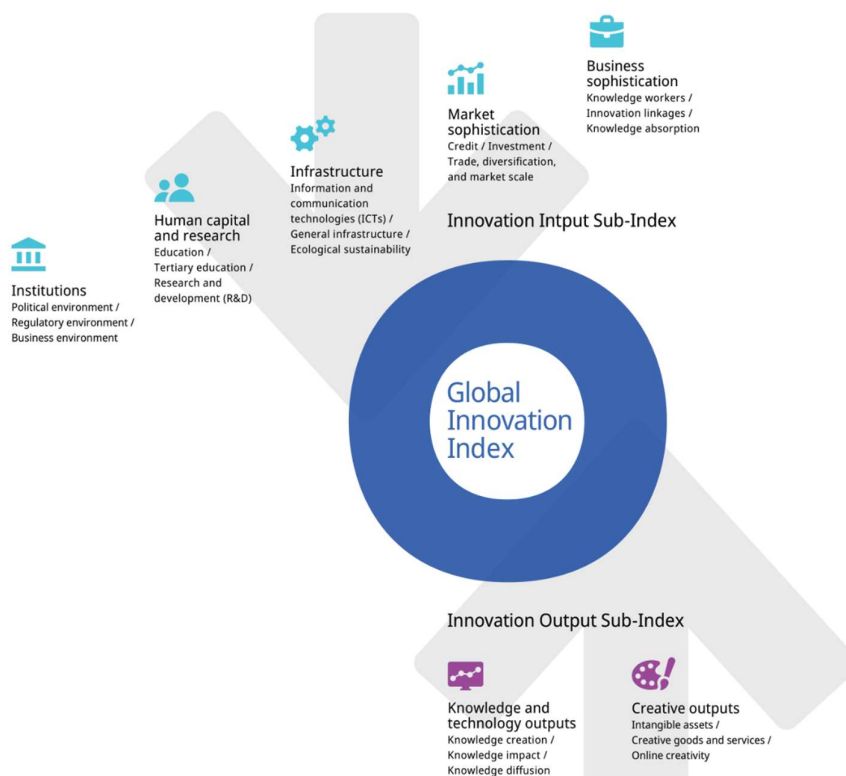 Business
sophistication
Knowledge workers /
Innovation linkages /
Knowledge absorption
Market
sophistication
Credit / Investment /
Trade, diversification,
and market scale
Infrastructure
Information and
communication
technologies (ICTs) /
General infrastructure /
Ecological sustainability
Human capital
and research
Education /
Tertiary education /
Research and
development (R&D)
Institutions
Political environment /
Regulatory environment /
Business environment
Innovation Intput Sub-Index
Global
Innovation
Index
Innovation Output Sub-Index
Knowledge and
technology outputs
Knowledge creation /
Knowledge impact /
Knowledge diffusion
Creative outputs
Intangible assets /
Creative goods and services /
Online creativity